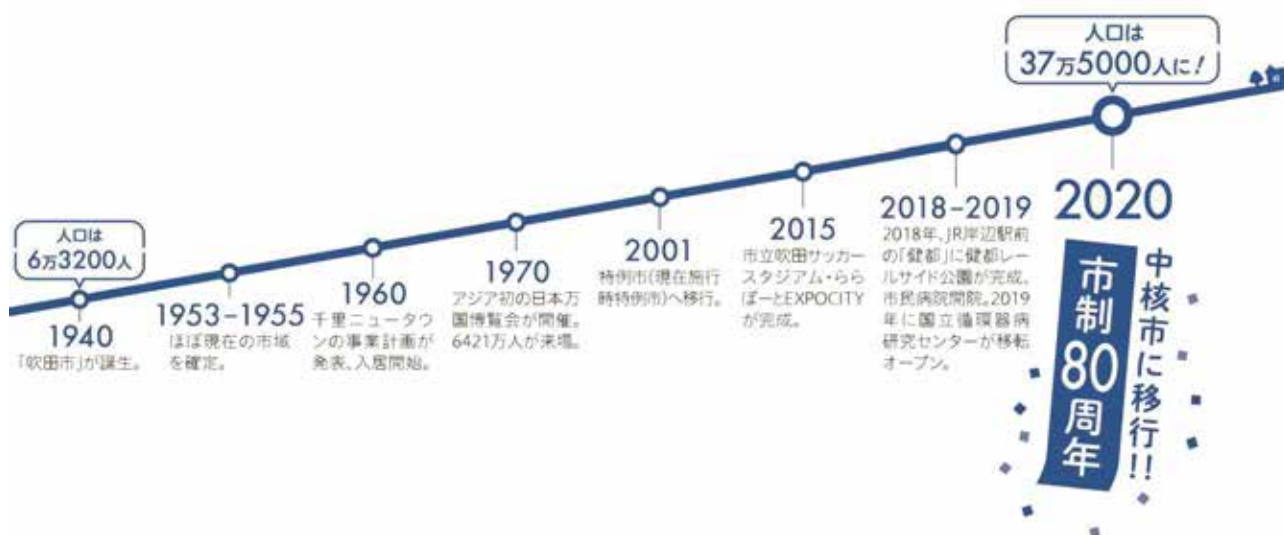 人口は
6万3200人
1940
「吹田市」が誕生。
1953-1955
ほぼ現在の市域
を確定。
1960
千里ニュータウ
ンの事業計画が
発表、入居開始。
1970
アジア初の日本万
国博覧会が開催。
6421万人が来場。
2001
特例市(現在施行
時特例市)へ移行。
2015
市立吹田サッカー
スタジアム・らら
ぽーとEXPOCITY
が完成。
2018-2019
2018年、JR岸辺駅前
の「健都」に健都レー
ルサイド公園が完成。
市民病院開院。2019
年に国立循環器病
研究センターが移転
オープン。
人口は
37万5000人に!
2020
中核市に移行!!
市制80周年